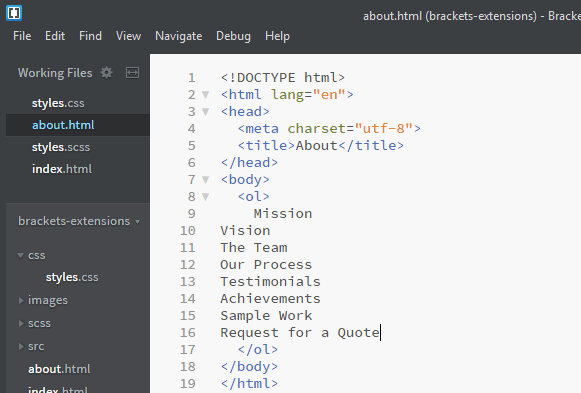 about.html (brackets-extensions) - Bracke
File Edit Find View Navigate Debug Help
Working Files
styles.css
about.html
styles.scss
index.html
brackets-extensions
css
styles.css
images
scss
src
about.html
index.html
1 <!DOCTYPE html>
2 <html lang="en">
3 <head>
4 <meta charset="utf-8">
5 <title>About</title>
6 </head>
7 <body>
8 <ol>
9 Mission
10 Vision
11 The Team
12 Our Process
13 Testimonials
14 Achievements
15 Sample Work
16 Request for a Quote
17 </ol>
18 </body>
19 </html>